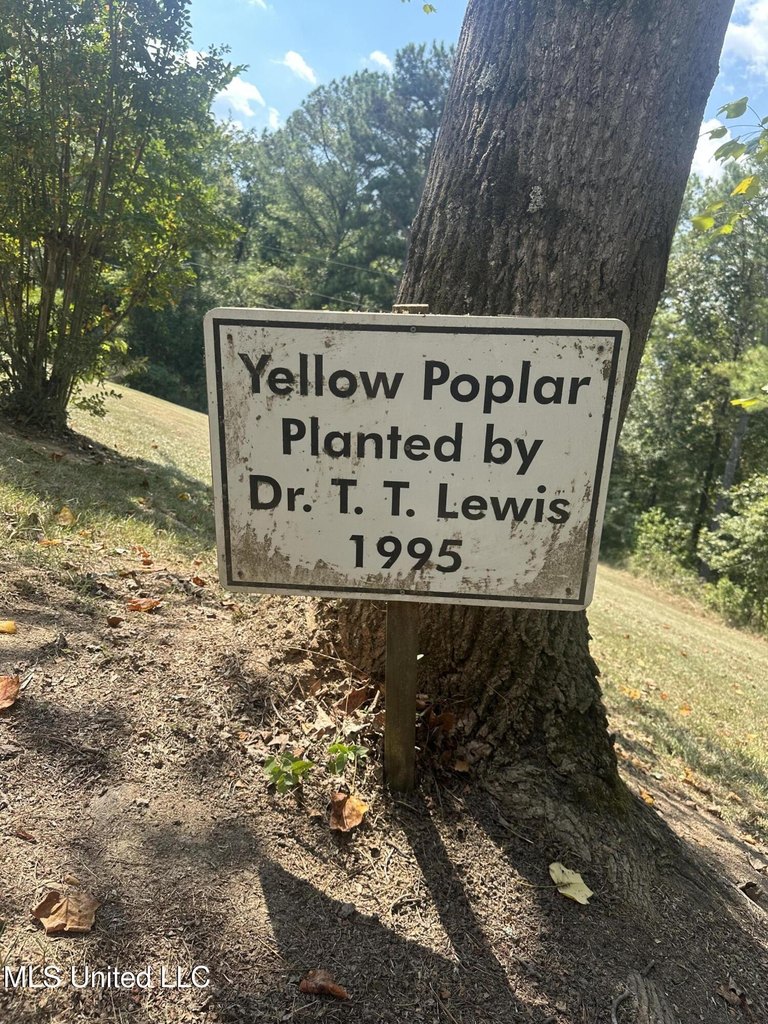 Yellow Poplar
Planted by
Dr. T. T. Lewis
1995
MLS United LLC